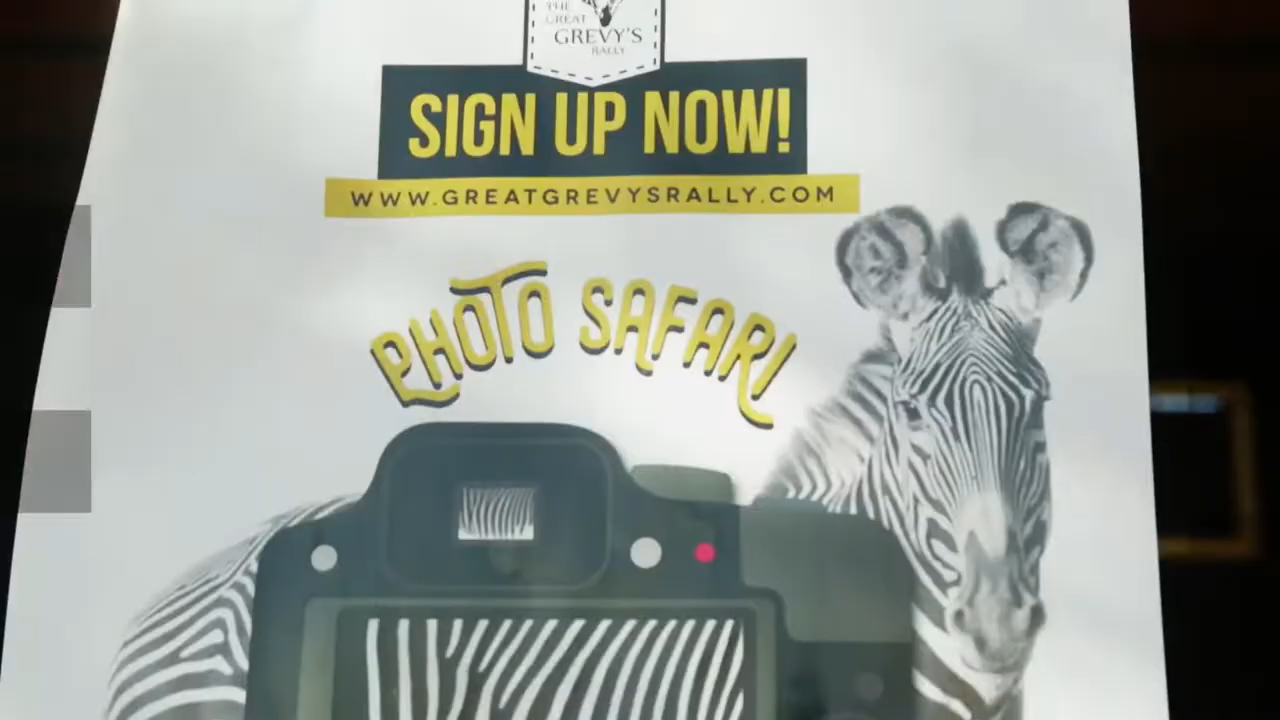 THE
GREAT
GREVY'S
RALLY
SIGN UP NOW!
WWW.GREATGREVYSRALLY.COM
PHOTO SAFARI